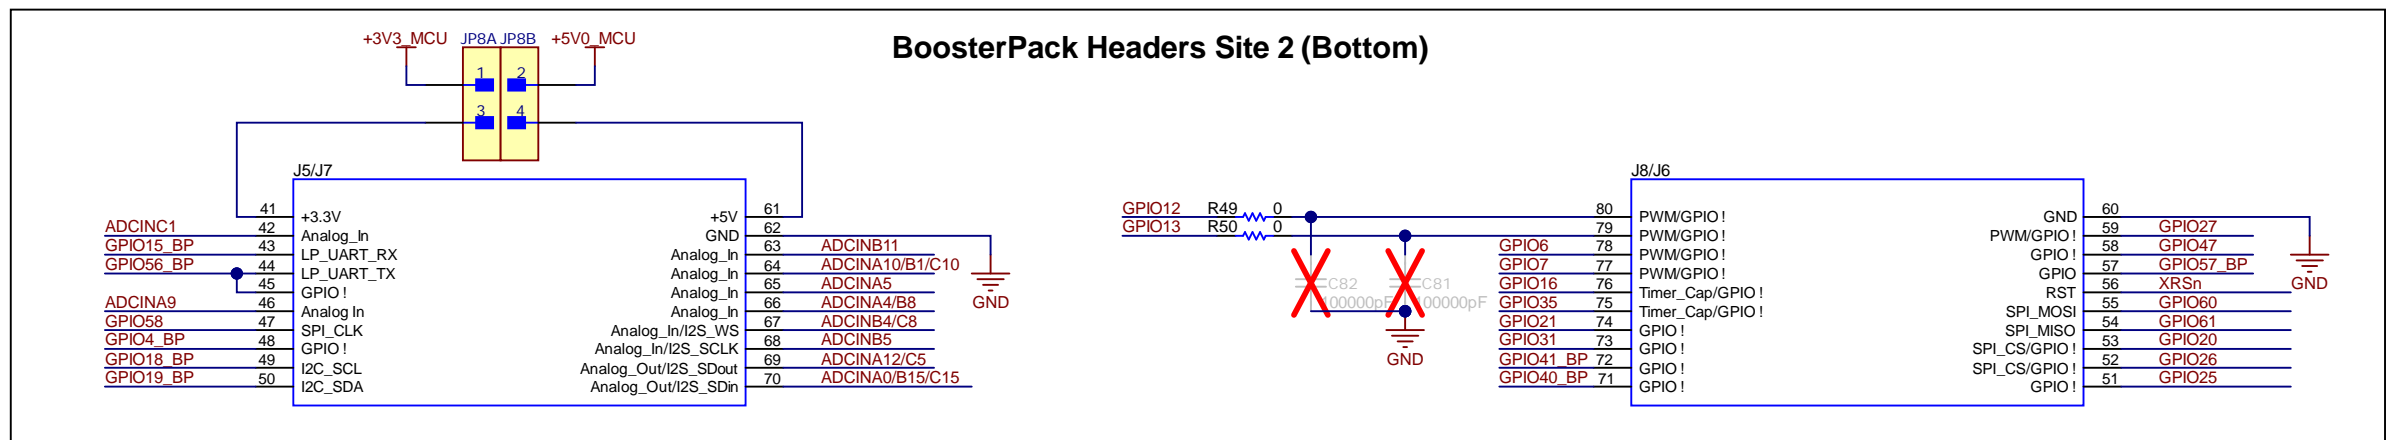 BoosterPack Headers Site 2 (Bottom)
+3V3_MCU JP8A JP8B +5V0_MCU
1 2
3 4
J5/J7
41 +3.3V +5V 61
ADCINC1 42 Analog_In GND 62
GPIO15_BP 43 LP_UART_RX Analog_In 63 ADCINB11
GPIO56_BP 44 LP_UART_TX Analog_In 64 ADCINA10/B1/C10
45 GPIO ! Analog_In 65 ADCINA5
ADCINA9 46 Analog In Analog_In 66 ADCINA4/B8
GPIO58 47 SPI_CLK Analog_In/I2S_WS 67 ADCINB4/C8
GPIO4_BP 48 GPIO ! Analog_In/I2S_SCLK 68 ADCINB5
GPIO18_BP 49 I2C_SCL Analog_Out/I2S_SDout 69 ADCINA12/C5
GPIO19_BP 50 I2C_SDA Analog_Out/I2S_SDin 70 ADCINA0/B15/C15
GND
J8/J6
GPIO12 R49 0 80 PWM/GPIO ! GND 60
GPIO13 R50 0 79 PWM/GPIO ! PWM/GPIO ! 59 GPIO27
GPIO6 78 PWM/GPIO ! GPIO ! 58 GPIO47
GPIO7 77 PWM/GPIO ! GPIO 57 GPIO57_BP
GPIO16 76 Timer_Cap/GPIO ! RST 56 XRSn
GPIO35 75 Timer_Cap/GPIO ! SPI_MOSI 55 GPIO60
GPIO21 74 GPIO ! SPI_MISO 54 GPIO61
GPIO31 73 GPIO ! SPI_CS/GPIO ! 53 GPIO20
GPIO41_BP 72 GPIO ! SPI_CS/GPIO ! 52 GPIO26
GPIO40_BP 71 GPIO ! GPIO ! 51 GPIO25
C82 C81
100000pF 100000pF
GND
GND